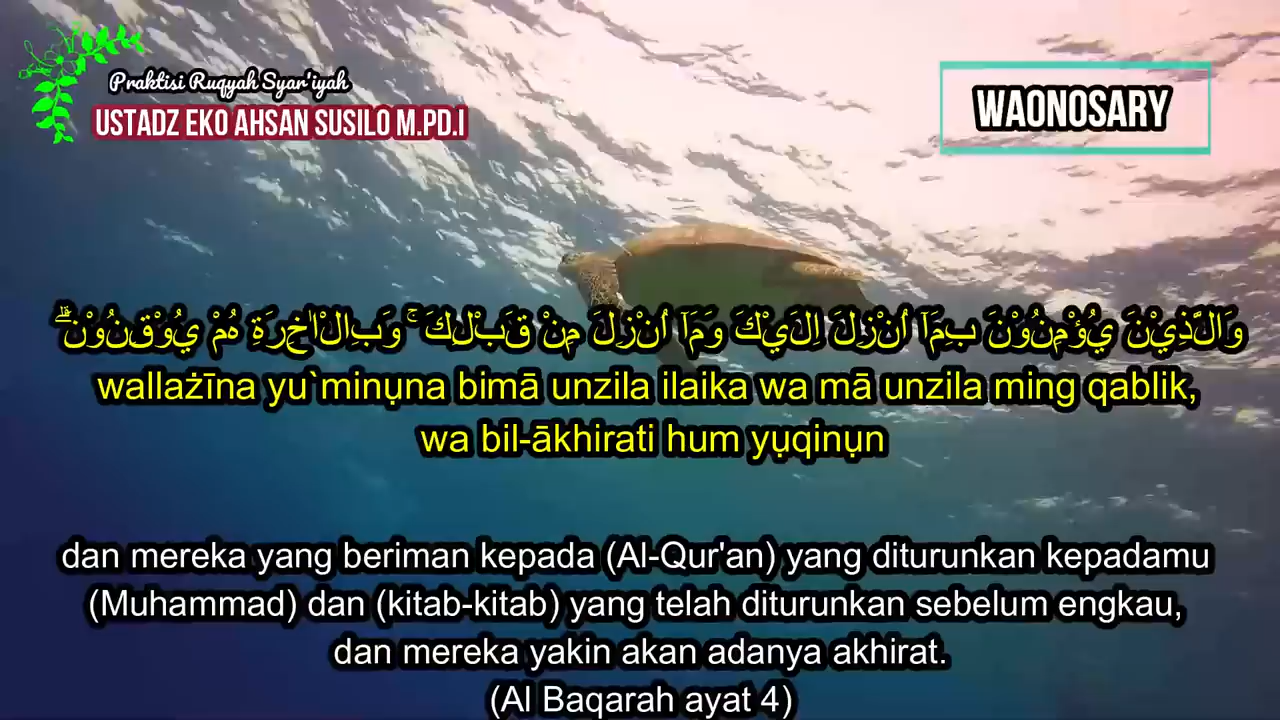 Praktisi Ruqyah Syar'iyah
USTADZ EKO AHSAN SUSILO M.PD.I
WAONOSARY
وَالَّذِيْنَ يُؤْمِنُوْنَ بِمَآ اُنْزِلَ اِلَيْكَ وَمَآ اُنْزِلَ مِنْ قَبْلِكَ ۚ وَبِالْاٰخِرَةِ هُمْ يُوْقِنُوْنَۗ
wallażīna yu`minụna bimā unzila ilaika wa mā unzila ming qablik,
wa bil-ākhirati hum yụqinụn
dan mereka yang beriman kepada (Al-Qur'an) yang diturunkan kepadamu
(Muhammad) dan (kitab-kitab) yang telah diturunkan sebelum engkau,
dan mereka yakin akan adanya akhirat.
(Al Baqarah ayat 4)